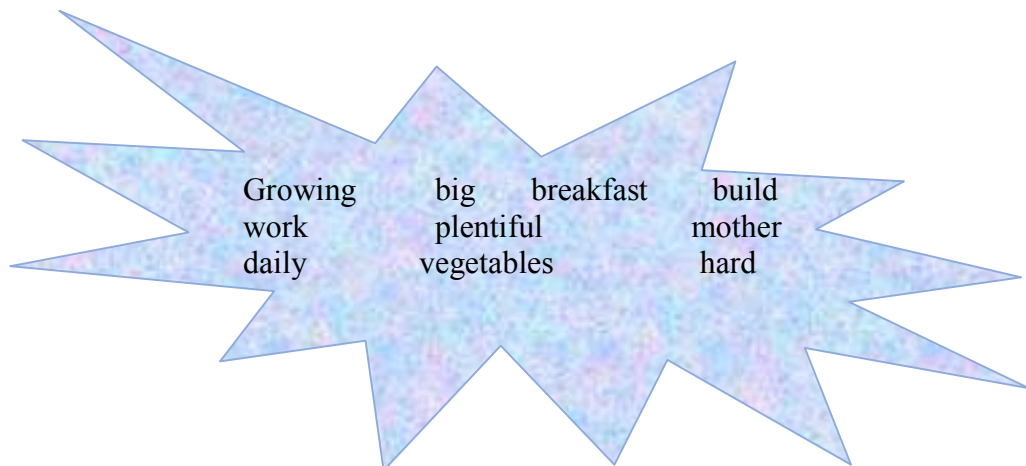 Growing big breakfast build
work plentiful mother
daily vegetables hard